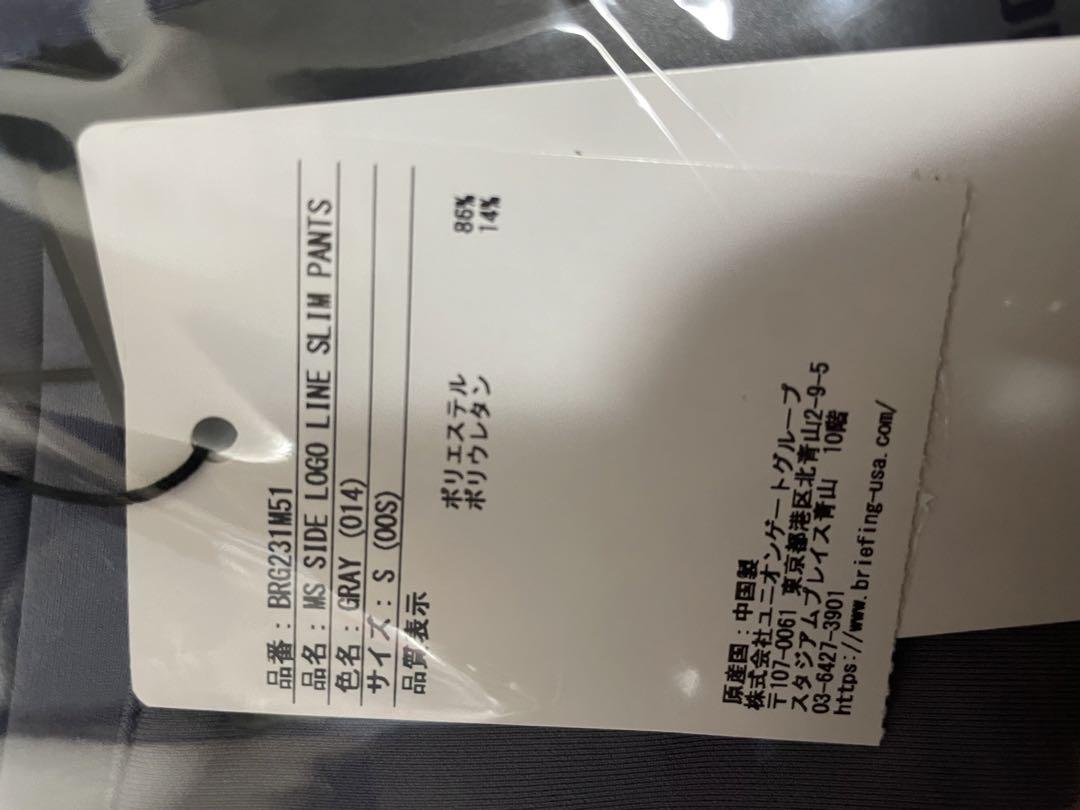 品番：BRG231M51
品名：MS SIDE LOGO LINE SLIM PANTS
色名：GRAY (014)
サイズ：S (00S)
品質表示
ポリエステル 86%
ポリウレタン 14%
原産国：中国製
株式会社ユニオンゲートグループ
〒107-0061 東京都港区北青山2-9-5
スタジアムプレイス青山 10階
03-6427-3901
https://www.briefing-usa.com/